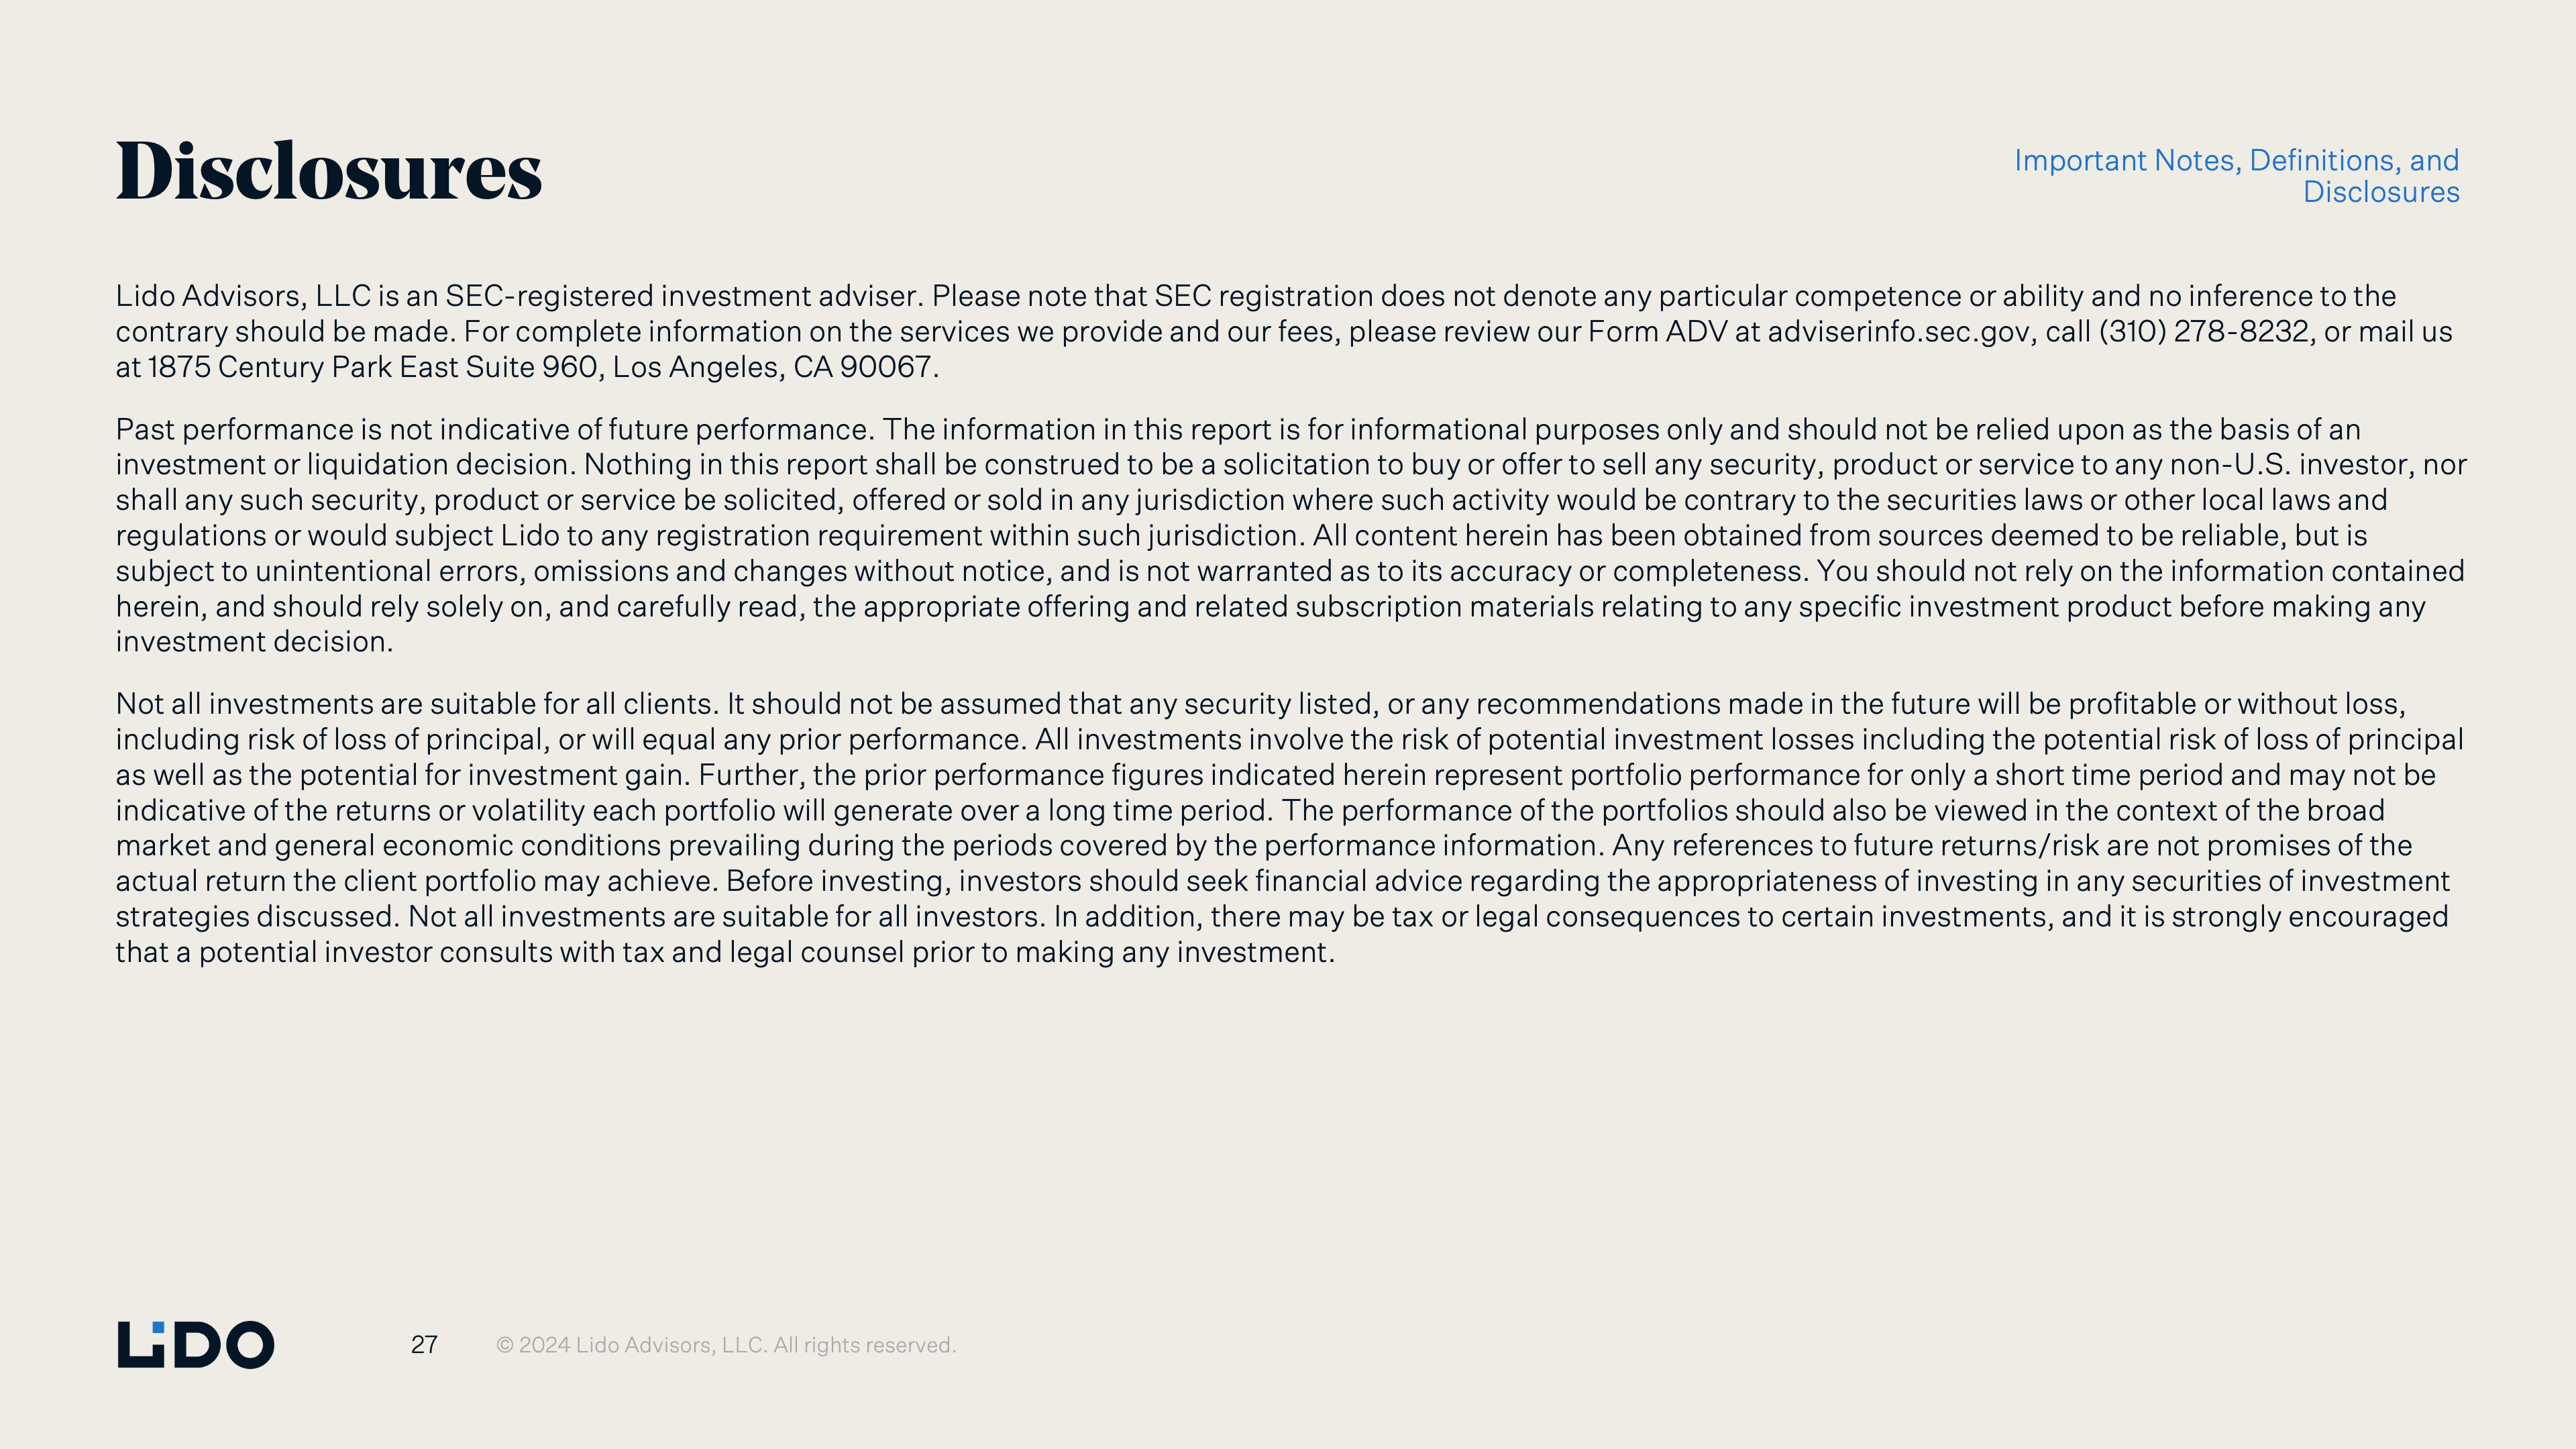 Disclosures
Important Notes, Definitions, and
Disclosures
Lido Advisors, LLC is an SEC-registered investment adviser. Please note that SEC registration does not denote any particular competence or ability and no inference to the
contrary should be made. For complete information on the services we provide and our fees, please review our Form ADV at adviserinfo.sec.gov, call (310) 278-8232, or mail us
at 1875 Century Park East Suite 960, Los Angeles, CA 90067.
Past performance is not indicative of future performance. The information in this report is for informational purposes only and should not be relied upon as the basis of an
investment or liquidation decision. Nothing in this report shall be construed to be a solicitation to buy or offer to sell any security, product or service to any non-U.S. investor, nor
shall any such security, product or service be solicited, offered or sold in any jurisdiction where such activity would be contrary to the securities laws or other local laws and
regulations or would subject Lido to any registration requirement within such jurisdiction. All content herein has been obtained from sources deemed to be reliable, but is
subject to unintentional errors, omissions and changes without notice, and is not warranted as to its accuracy or completeness. You should not rely on the information contained
herein, and should rely solely on, and carefully read, the appropriate offering and related subscription materials relating to any specific investment product before making any
investment decision.
Not all investments are suitable for all clients. It should not be assumed that any security listed, or any recommendations made in the future will be profitable or without loss,
including risk of loss of principal, or will equal any prior performance. All investments involve the risk of potential investment losses including the potential risk of loss of principal
as well as the potential for investment gain. Further, the prior performance figures indicated herein represent portfolio performance for only a short time period and may not be
indicative of the returns or volatility each portfolio will generate over a long time period. The performance of the portfolios should also be viewed in the context of the broad
market and general economic conditions prevailing during the periods covered by the performance information. Any references to future returns/risk are not promises of the
actual return the client portfolio may achieve. Before investing, investors should seek financial advice regarding the appropriateness of investing in any securities of investment
strategies discussed. Not all investments are suitable for all investors. In addition, there may be tax or legal consequences to certain investments, and it is strongly encouraged
that a potential investor consults with tax and legal counsel prior to making any investment.
LiDO
27
© 2024 Lido Advisors, LLC. All rights reserved.